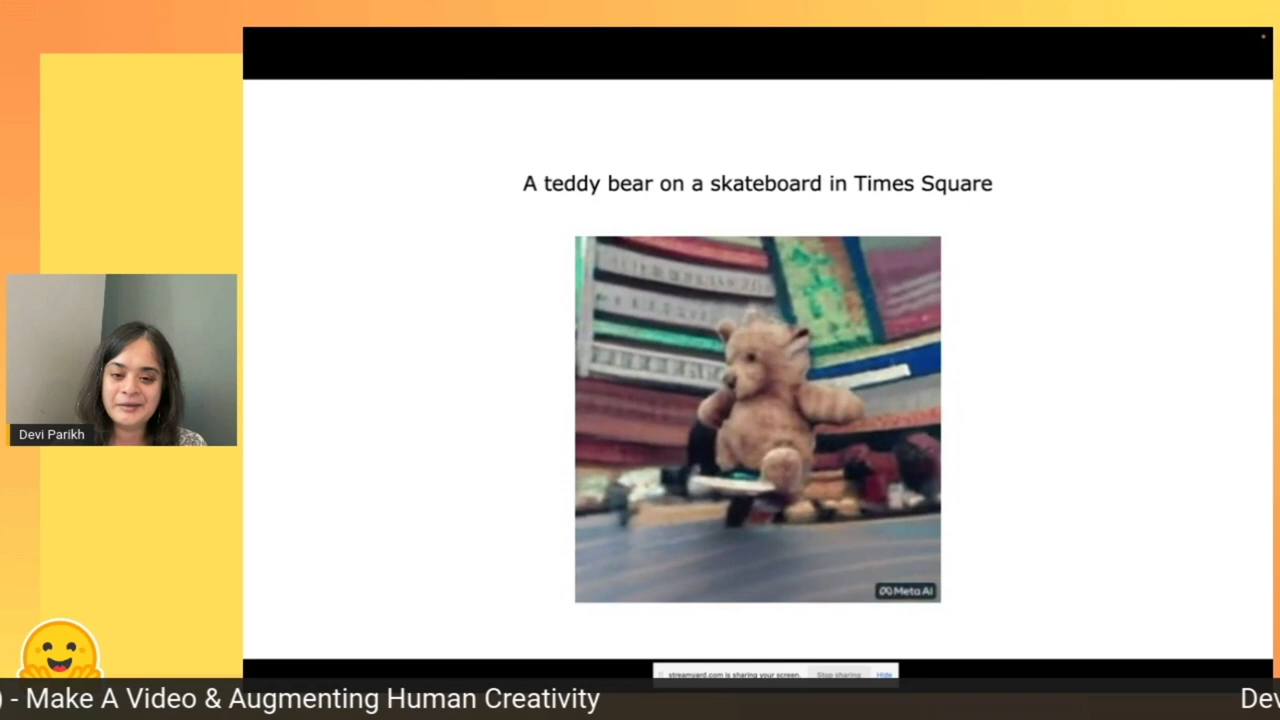 A teddy bear on a skateboard in Times Square
Devi Parikh
Meta AI
streamyard.com is sharing your screen.
Stop sharing
Hide
) - Make A Video & Augmenting Human Creativity
Dev